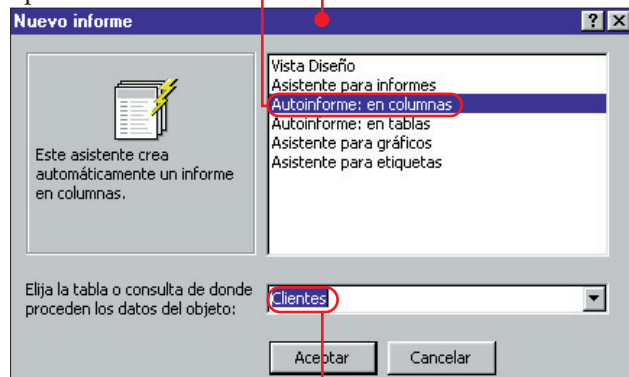 Nuevo informe
Vista Diseño
Asistente para informes
Autoinforme: en columnas
Autoinforme: en tablas
Asistente para gráficos
Asistente para etiquetas
Este asistente crea
automáticamente un informe
en columnas.
Elija la tabla o consulta de donde
proceden los datos del objeto:
Clientes
Aceptar
Cancelar